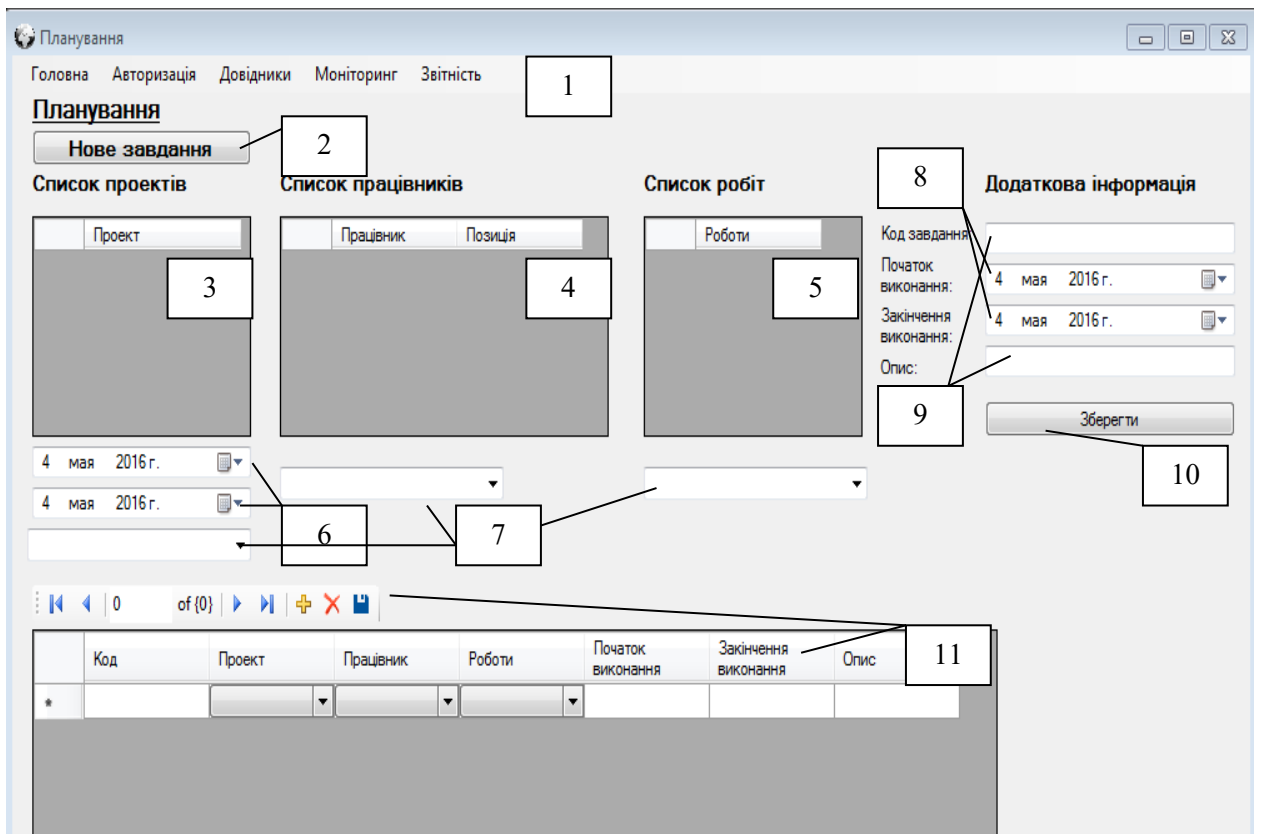 Планування
Головна Авторизація Довідники Моніторинг Звітність
1
Планування
Нове завдання
2
Список проектів Список працівників Список робіт 8 Додаткова інформація
Проект Працівник Позиція Роботи Код завдання
3 4 5
Початок
виконання: 4 мая 2016 г.
Закінчення
виконання: 4 мая 2016 г.
Опис:
9
Зберегти
10
4 мая 2016 г.
4 мая 2016 г.
6 7
0 of {0}
11
Код Проект Працівник Роботи Початок виконання Закінчення виконання Опис
*